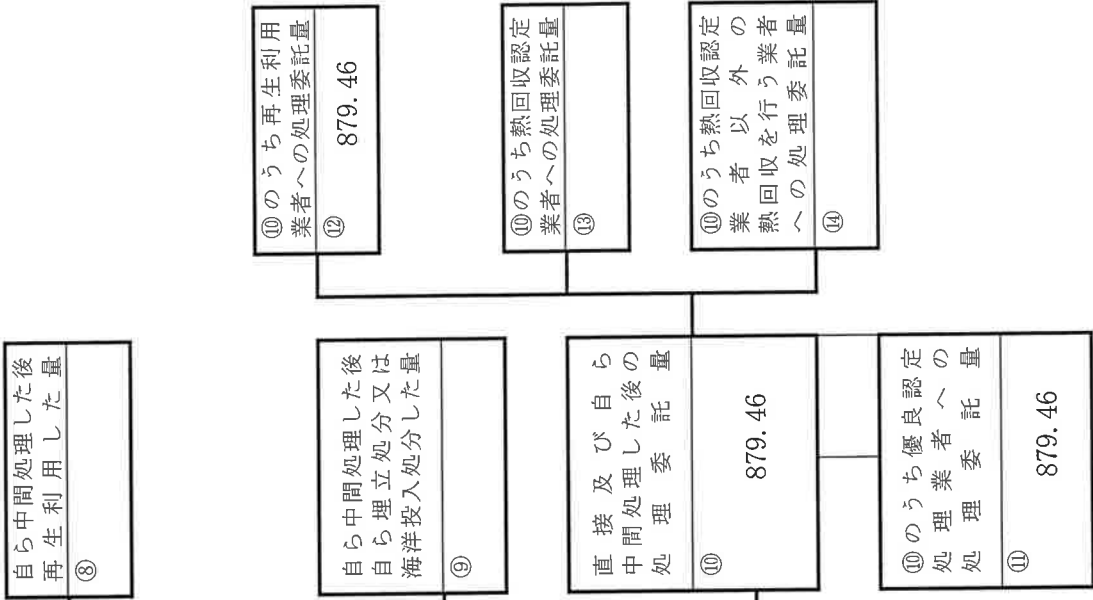 自ら中間処理した後
再生利用した量
⑧
自ら中間処理した後
自ら埋立処分又は
海洋投入処分した量
⑨
直接及び自ら
中間処理した後の
処理委託量
⑩
879.46
⑩のうち優良認定
処理業者への
処理委託量
⑪
879.46
⑩のうち再生利用
業者への処理委託量
⑫
879.46
⑩のうち熱回収認定
業者への処理委託量
⑬
⑩のうち熱回収認定
業者以外の
熱回収を行う業者
への処理委託量
⑭